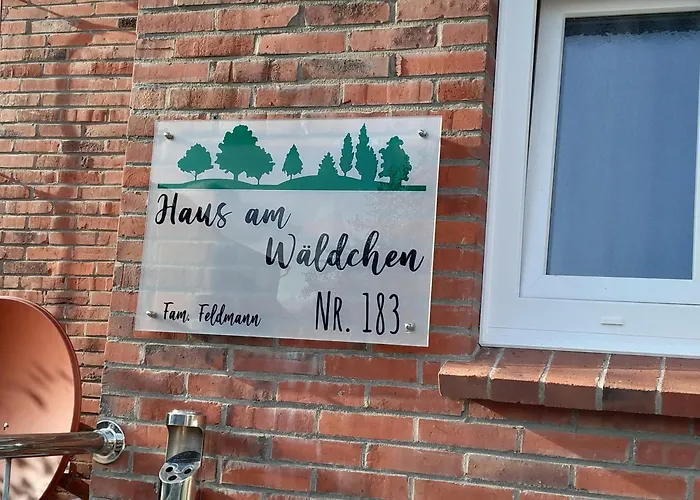 Haus am
Wäldchen
Fam. Feldmann
NR. 183